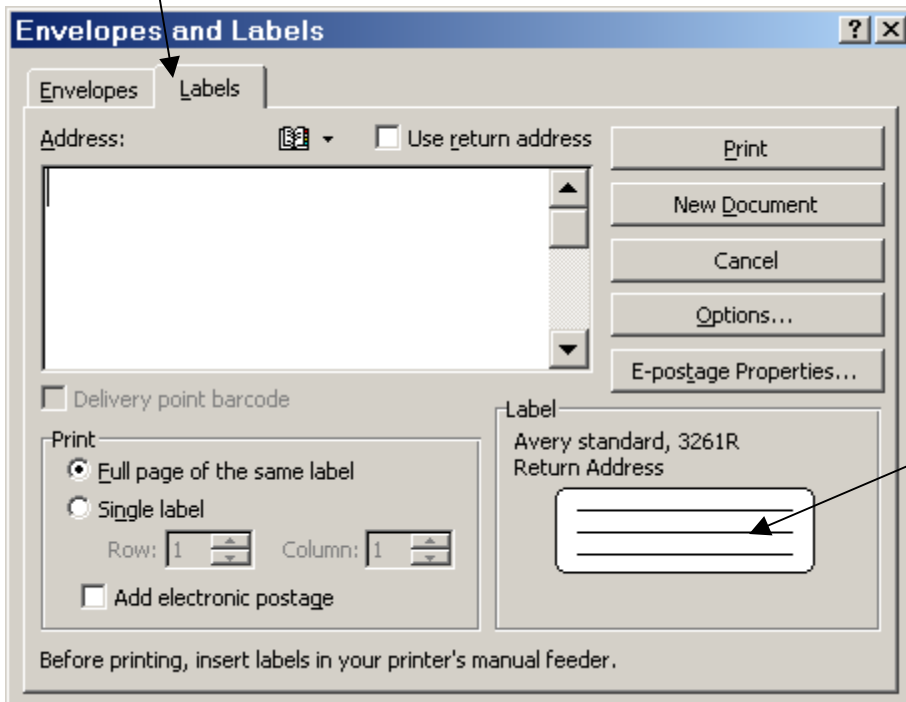 Envelopes and Labels
Envelopes Labels
Address: Use return address Print
New Document
Cancel
Options...
E-postage Properties...
Delivery point barcode
Label
Print Avery standard, 3261R
Full page of the same label Return Address
Single label
Row: 1 Column: 1
Add electronic postage
Before printing, insert labels in your printer's manual feeder.